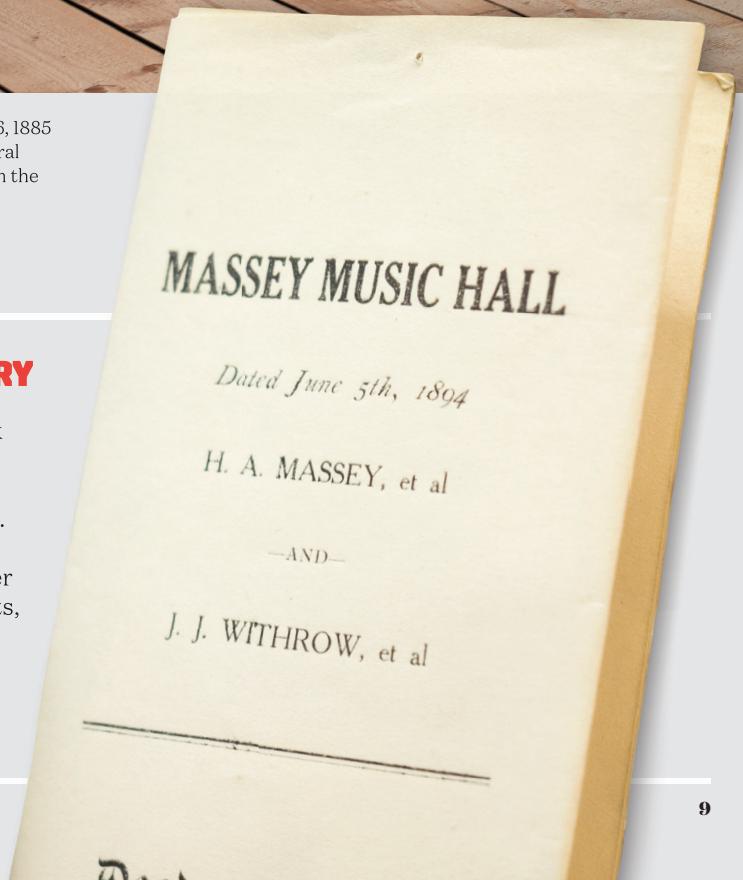 6, 1885
ral
n the
RY
.
er
ts,
MASSEY MUSIC HALL
Dated June 5th, 1894
H. A. MASSEY, et al
—AND—
J. J. WITHROW, et al
9